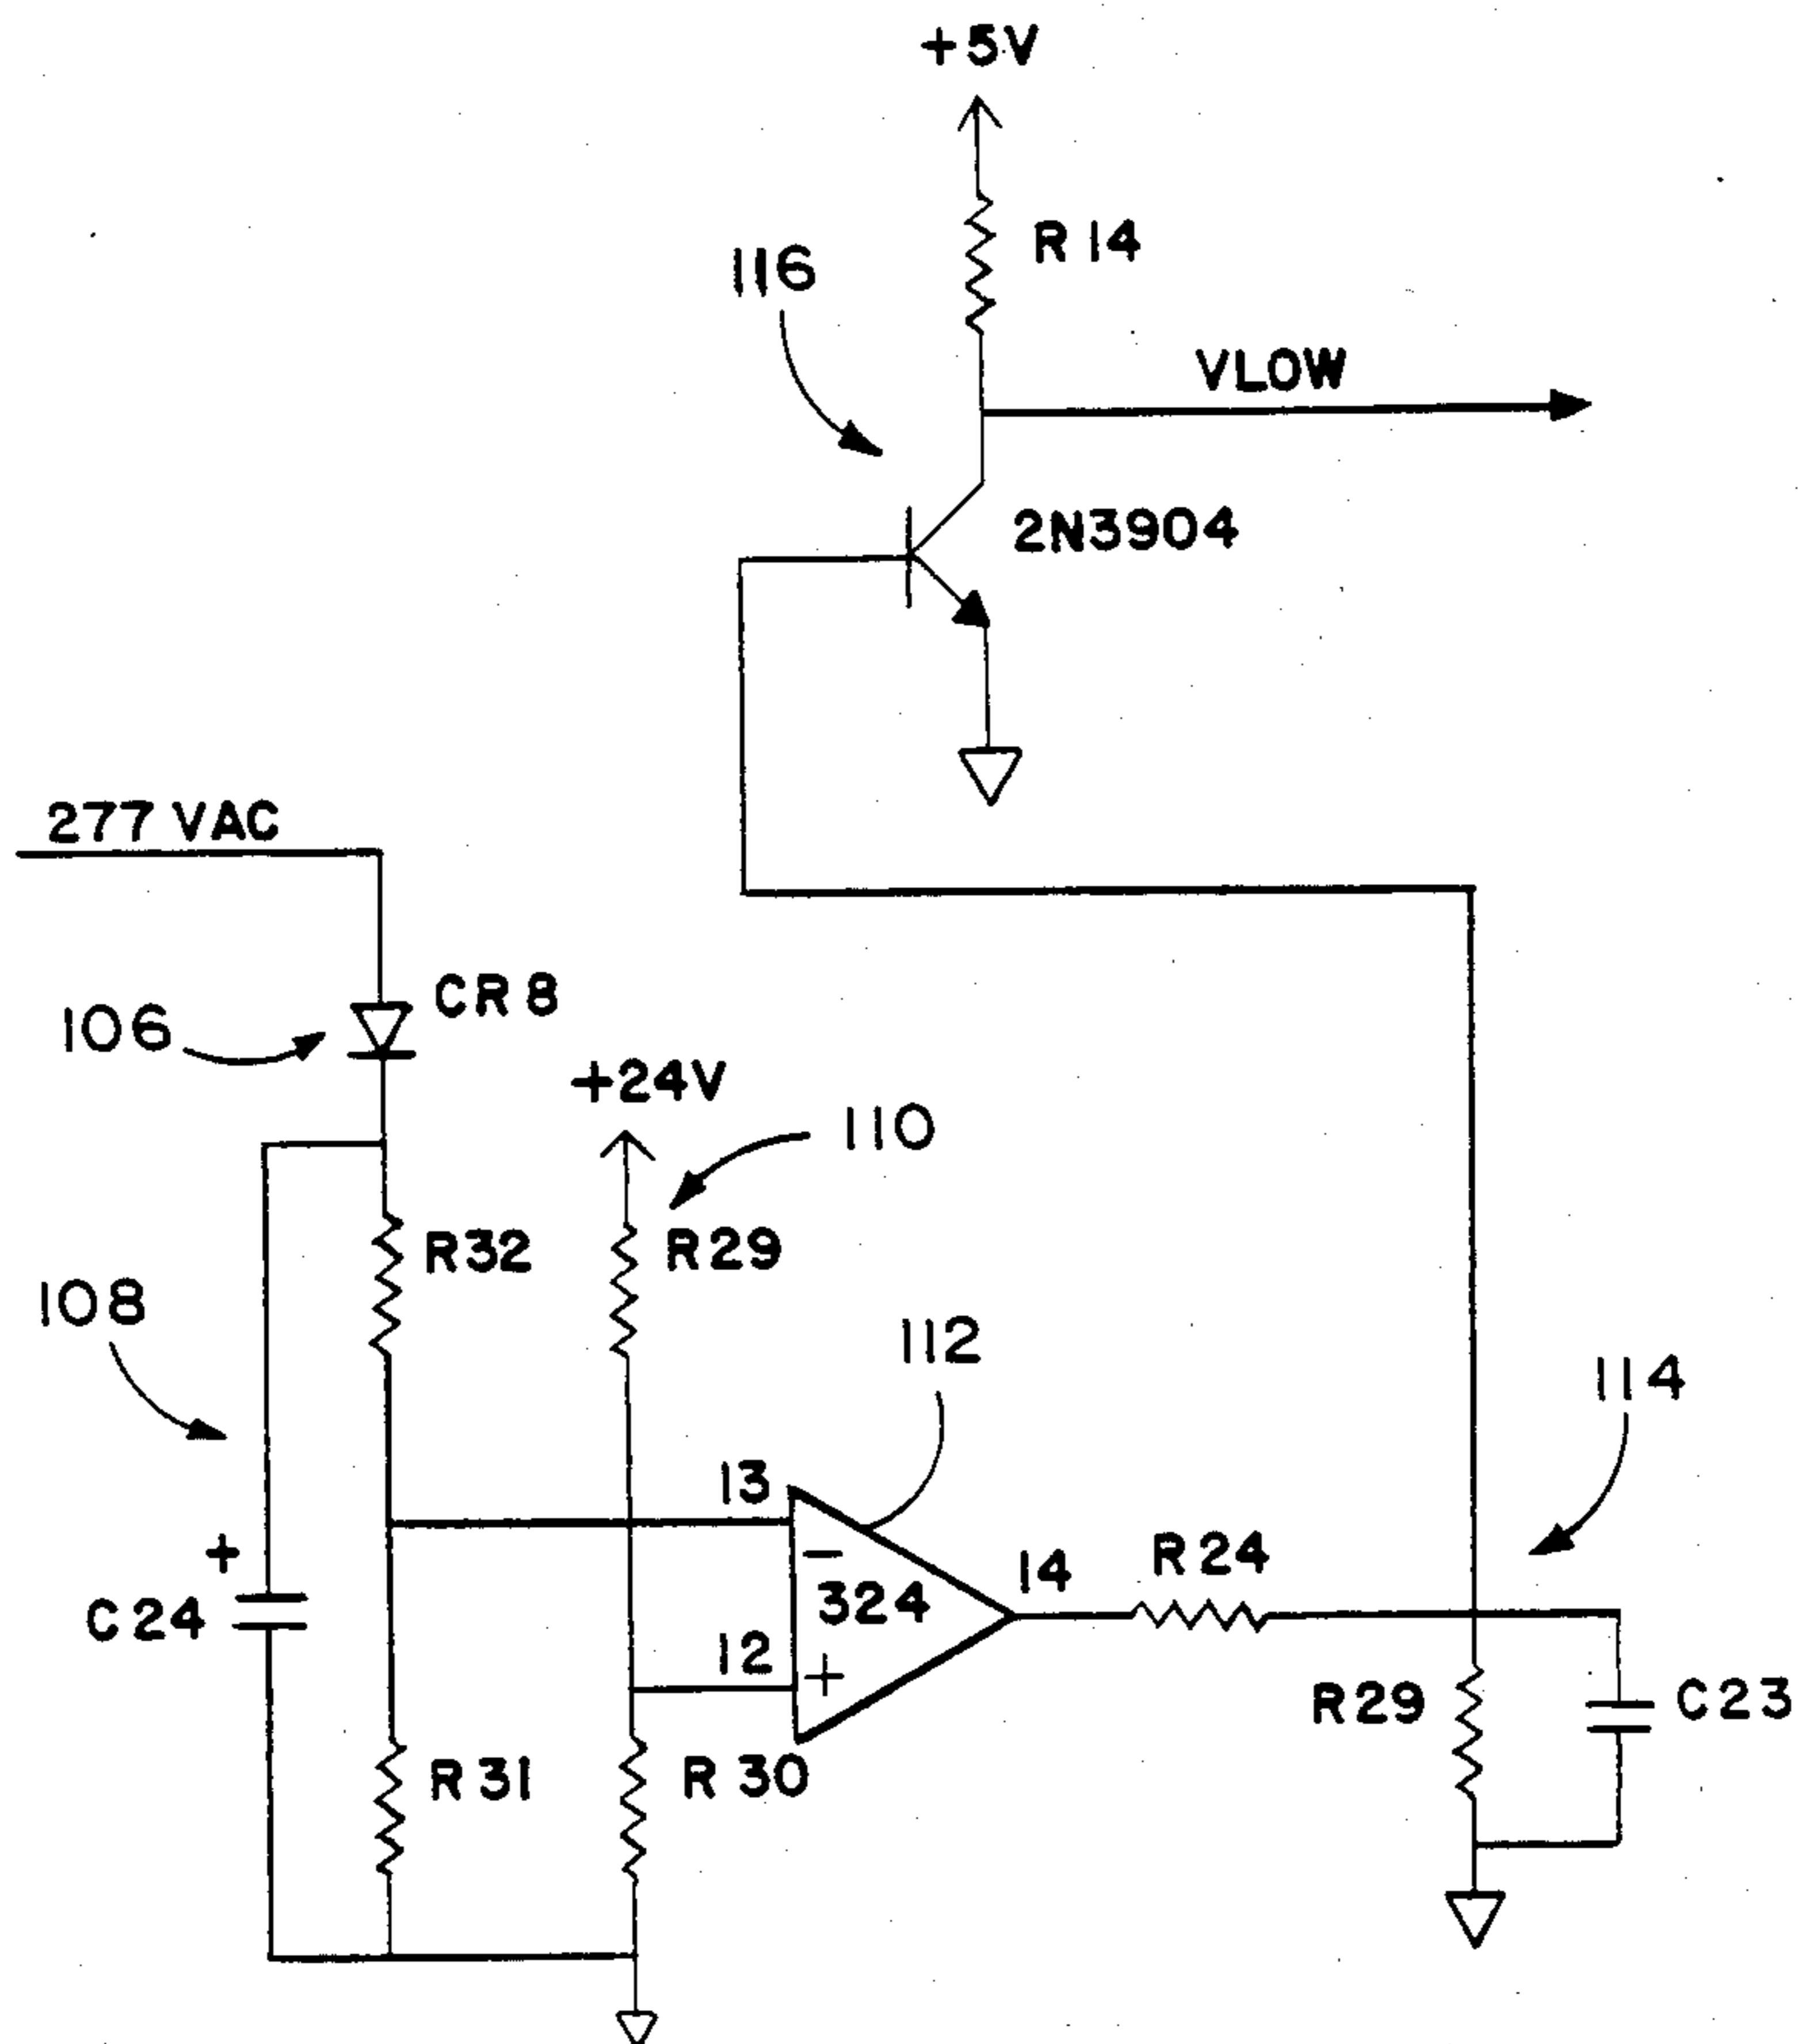 +5V
R14
116
VLOW
2N3904
277 VAC
CR8
106
+24V
110
R32
R29
108
112
114
13
+
−
14
R24
C24
324
12
+
R29
C23
R31
R30